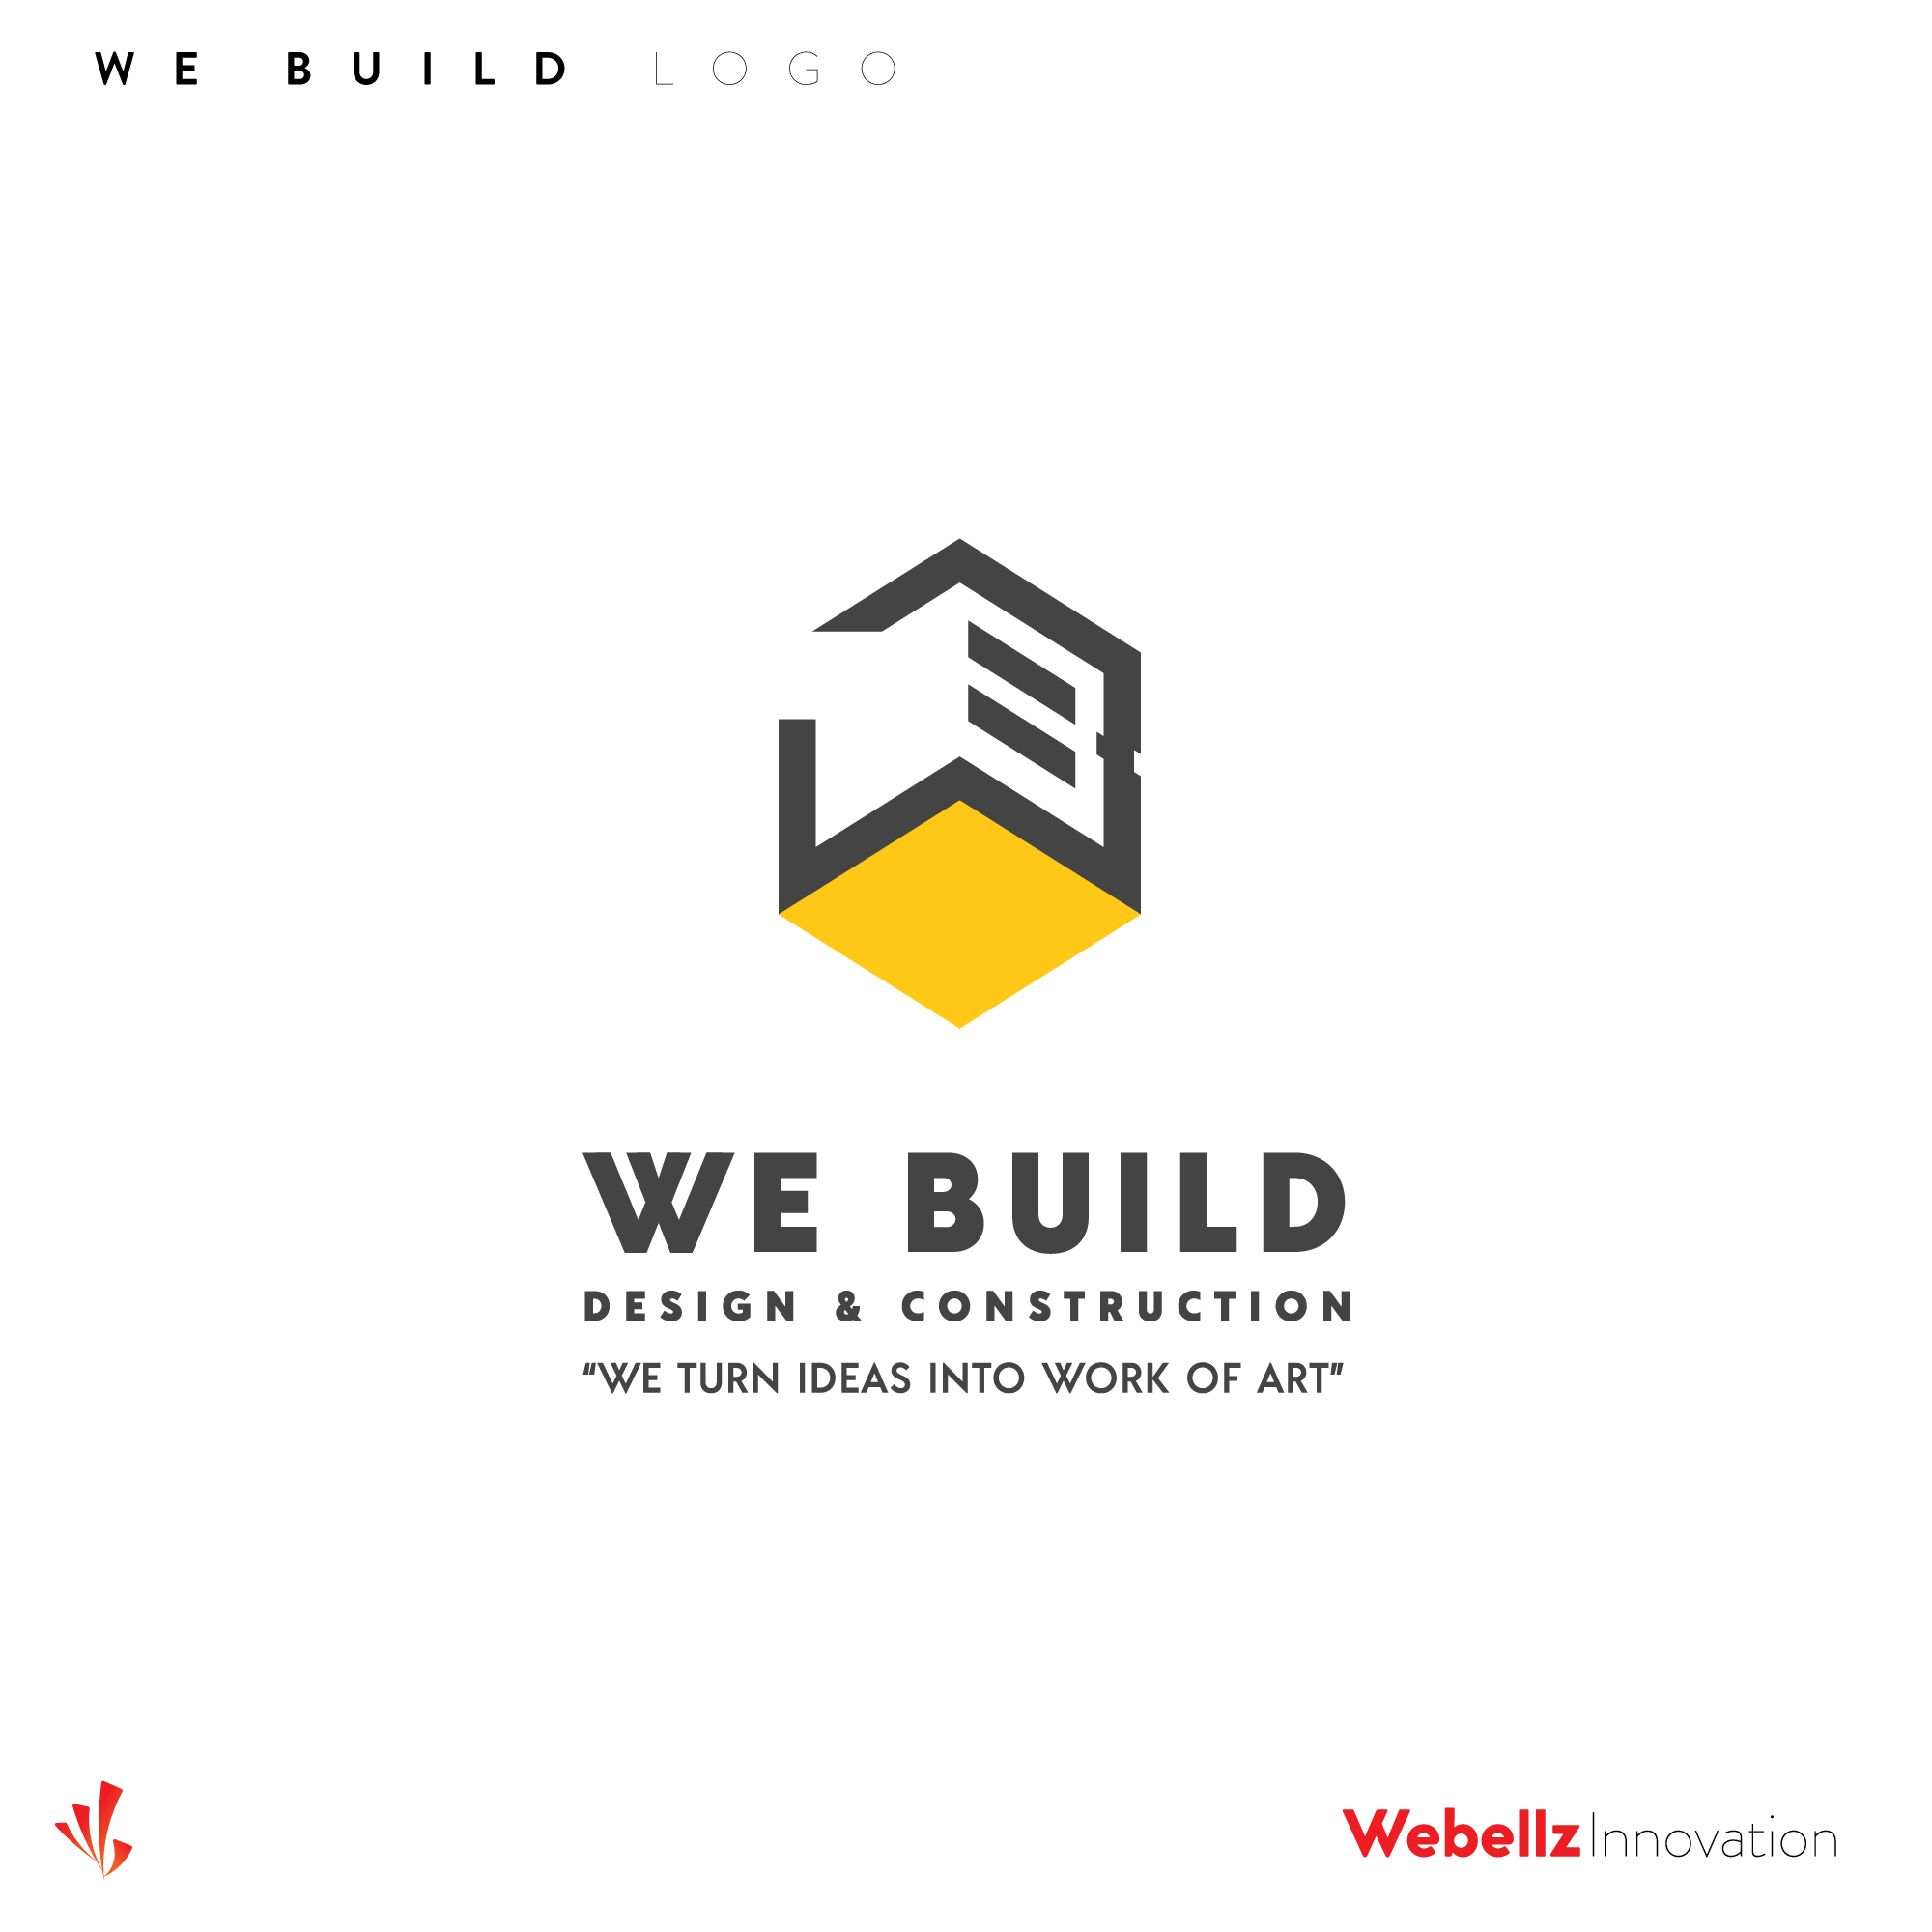 WE BUILD LOGO
WE BUILD
DESIGN & CONSTRUCTION
"WE TURN IDEAS INTO WORK OF ART"
Webellz Innovation